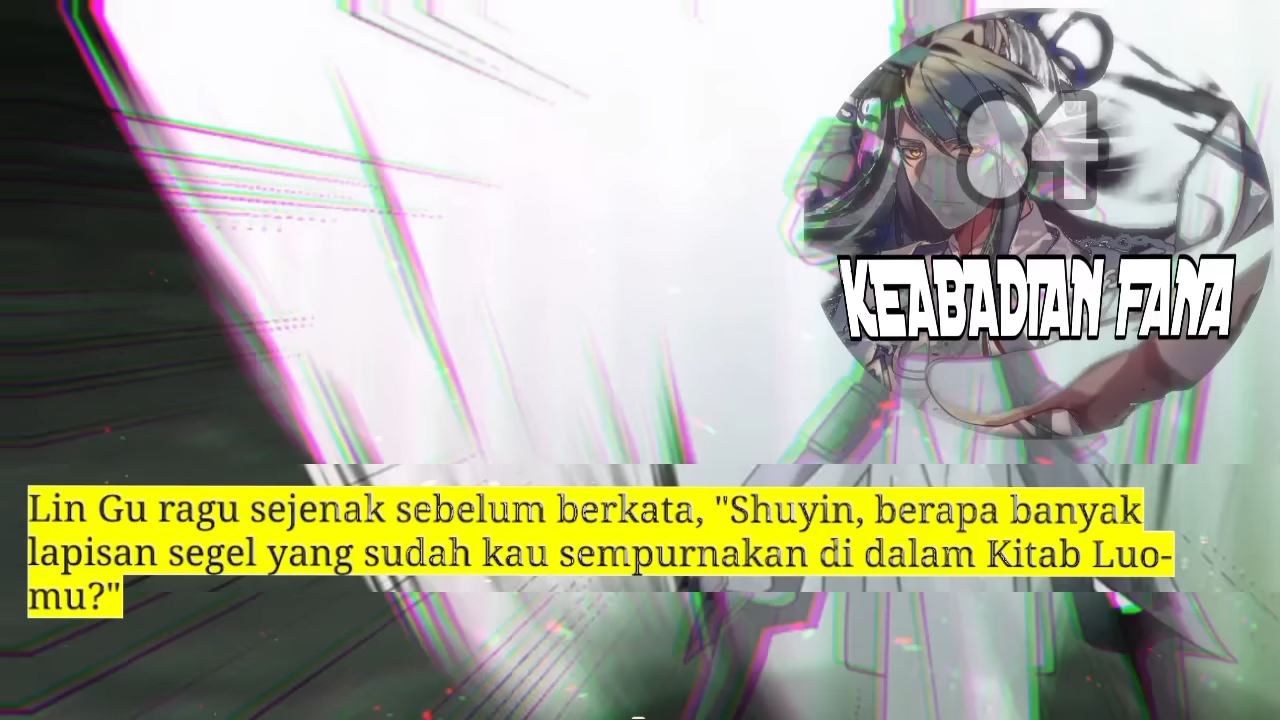 84
KEABADIAN FANA
Lin Gu ragu sejenak sebelum berkata, "Shuyin, berapa banyak
lapisan segel yang sudah kau sempurnakan di dalam Kitab Luo-
mu?"